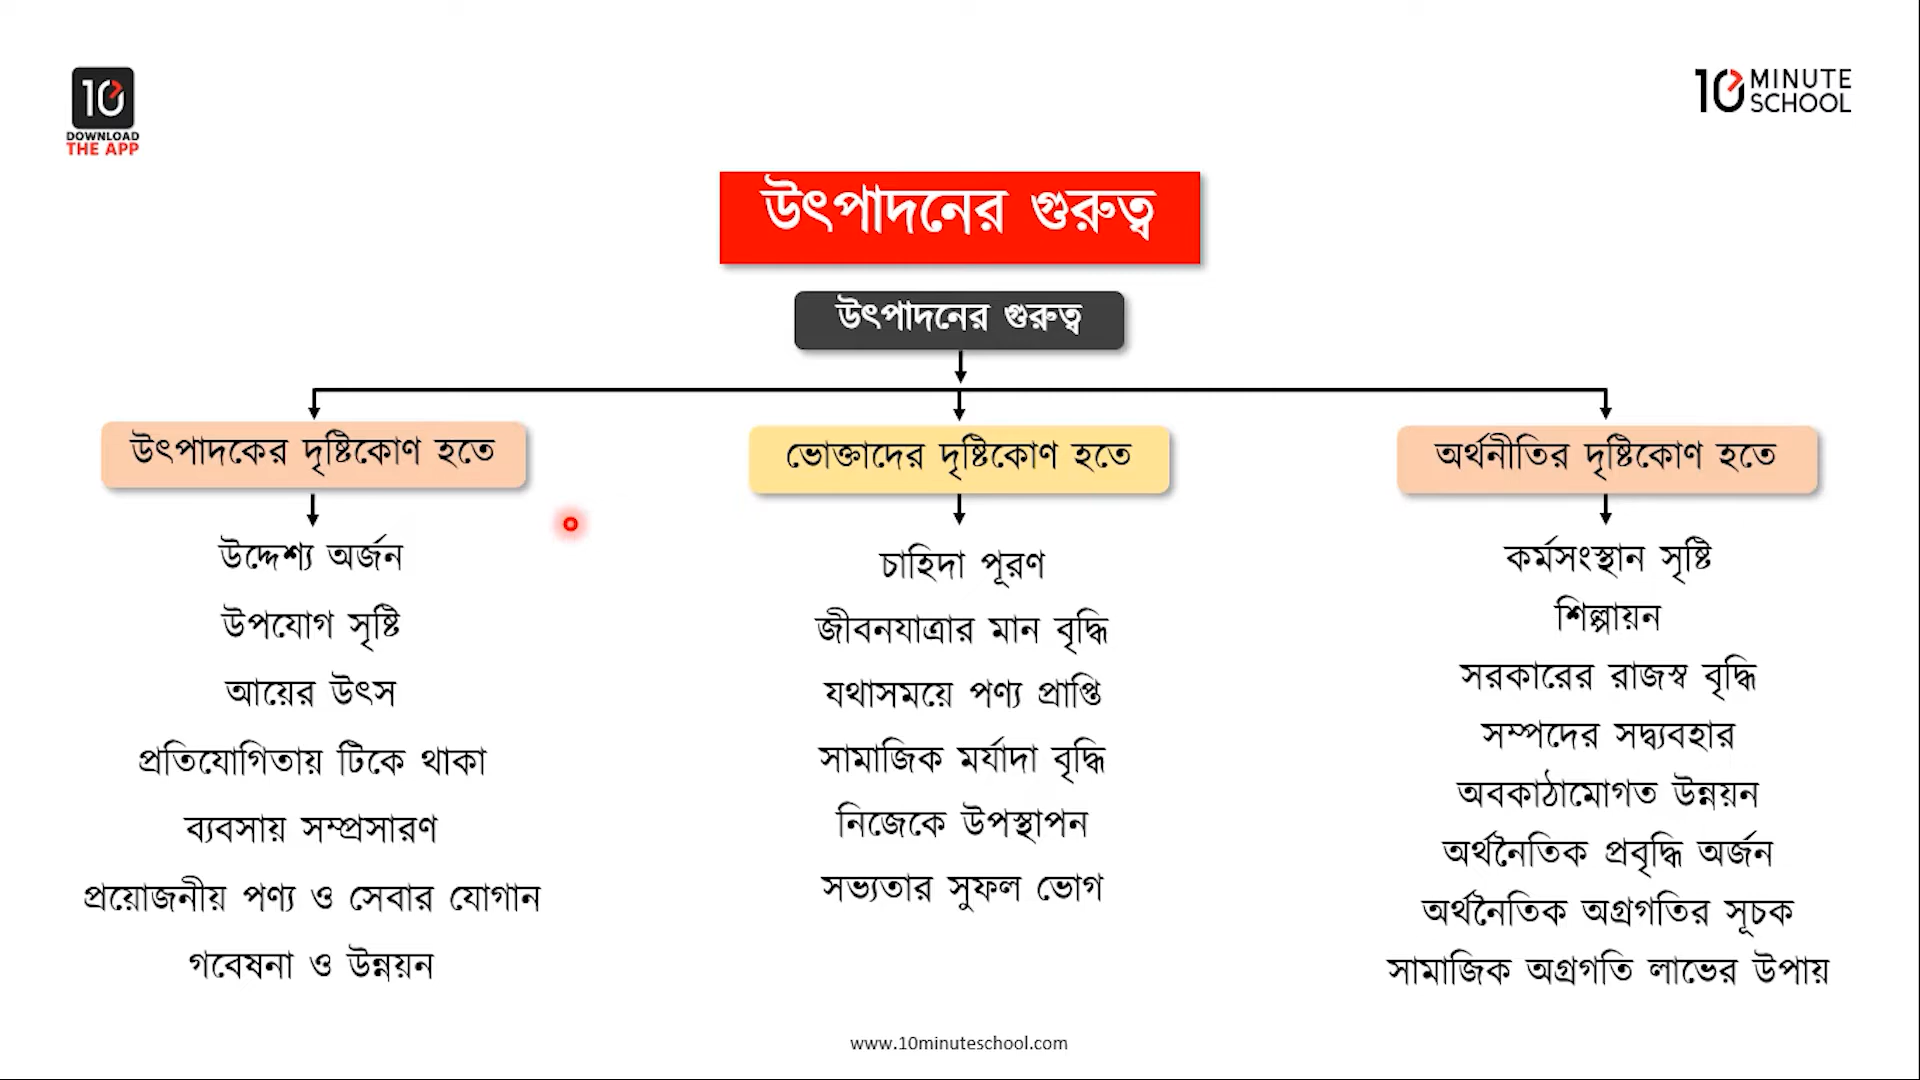 10
DOWNLOAD
THE APP
10 MINUTE
SCHOOL
উৎপাদনের গুরুত্ব
উৎপাদনের গুরুত্ব
উৎপাদকের দৃষ্টিকোণ হতে
উদ্দেশ্য অর্জন
উপযোগ সৃষ্টি
আয়ের উৎস
প্রতিযোগিতায় টিকে থাকা
ব্যবসায় সম্প্রসারণ
প্রয়োজনীয় পণ্য ও সেবার যোগান
গবেষনা ও উন্নয়ন
ভোক্তাদের দৃষ্টিকোণ হতে
চাহিদা পূরণ
জীবনযাত্রার মান বৃদ্ধি
যথাসময়ে পণ্য প্রাপ্তি
সামাজিক মর্যাদা বৃদ্ধি
নিজেকে উপস্থাপন
সভ্যতার সুফল ভোগ
অর্থনীতির দৃষ্টিকোণ হতে
কর্মসংস্থান সৃষ্টি
শিল্পায়ন
সরকারের রাজস্ব বৃদ্ধি
সম্পদের সদ্ব্যবহার
অবকাঠামোগত উন্নয়ন
অর্থনৈতিক প্রবৃদ্ধি অর্জন
অর্থনৈতিক অগ্রগতির সূচক
সামাজিক অগ্রগতি লাভের উপায়
www.10minuteschool.com